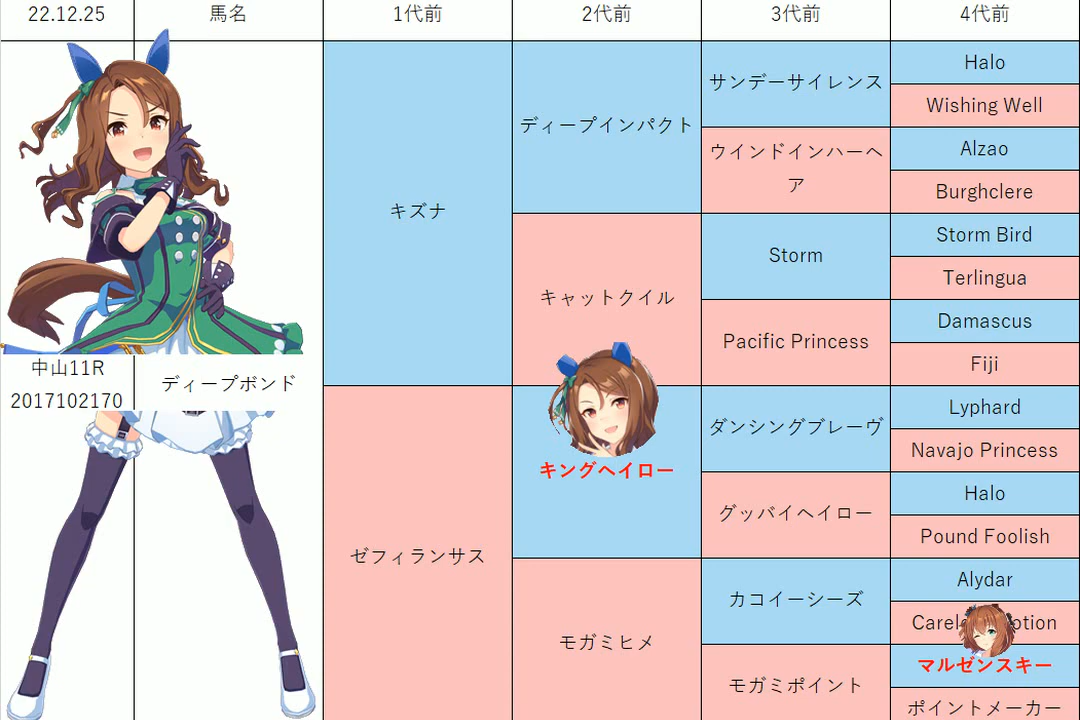 22.12.25
馬名
1代前
2代前
3代前
4代前
中山11R
2017102170
ディープボンド
キズナ
ゼフィランサス
ディープインパクト
キャットクイル
キングヘイロー
モガミヒメ
サンデーサイレンス
ウインドインハーヘ
ア
Storm
Pacific Princess
ダンシングブレーヴ
グッバイヘイロー
カコイーシーズ
モガミポイント
Halo
Wishing Well
Alzao
Burghclere
Storm Bird
Terlingua
Damascus
Fiji
Lyphard
Navajo Princess
Halo
Pound Foolish
Alydar
マルゼンスキー
ポイントメーカー